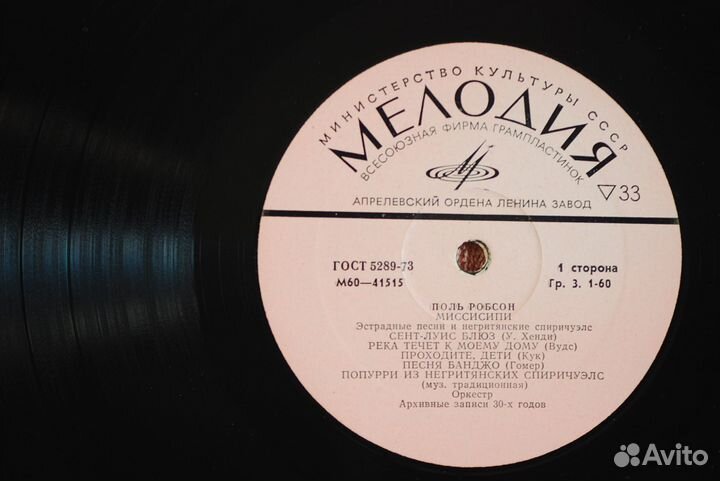 МИНИСТЕРСТВО КУЛЬТУРЫ СССР
МЕЛОДИЯ
ВСЕСОЮЗНАЯ ФИРМА ГРАМПЛАСТИНОК
▽33
АПРЕЛЕВСКИЙ ОРДЕНА ЛЕНИНА ЗАВОД
ГОСТ 5289-73
М60—41515
1 сторона
Гр. 3. 1-60
ПОЛЬ РОБСОН
МИССИСИПИ
Эстрадные песни и негритянские спиричуэлс
СЕНТ-ЛУИС БЛЮЗ (У. Хенди)
РЕКА ТЕЧЕТ К МОЕМУ ДОМУ (Вудс)
ПРОХОДИТЕ, ДЕТИ (Кук)
ПЕСНЯ БАНДЖО (Гомер)
ПОПУРРИ ИЗ НЕГРИТЯНСКИХ СПИРИЧУЭЛС
(муз. традиционная)
Оркестр
Архивные записи 30-х годов
Avito